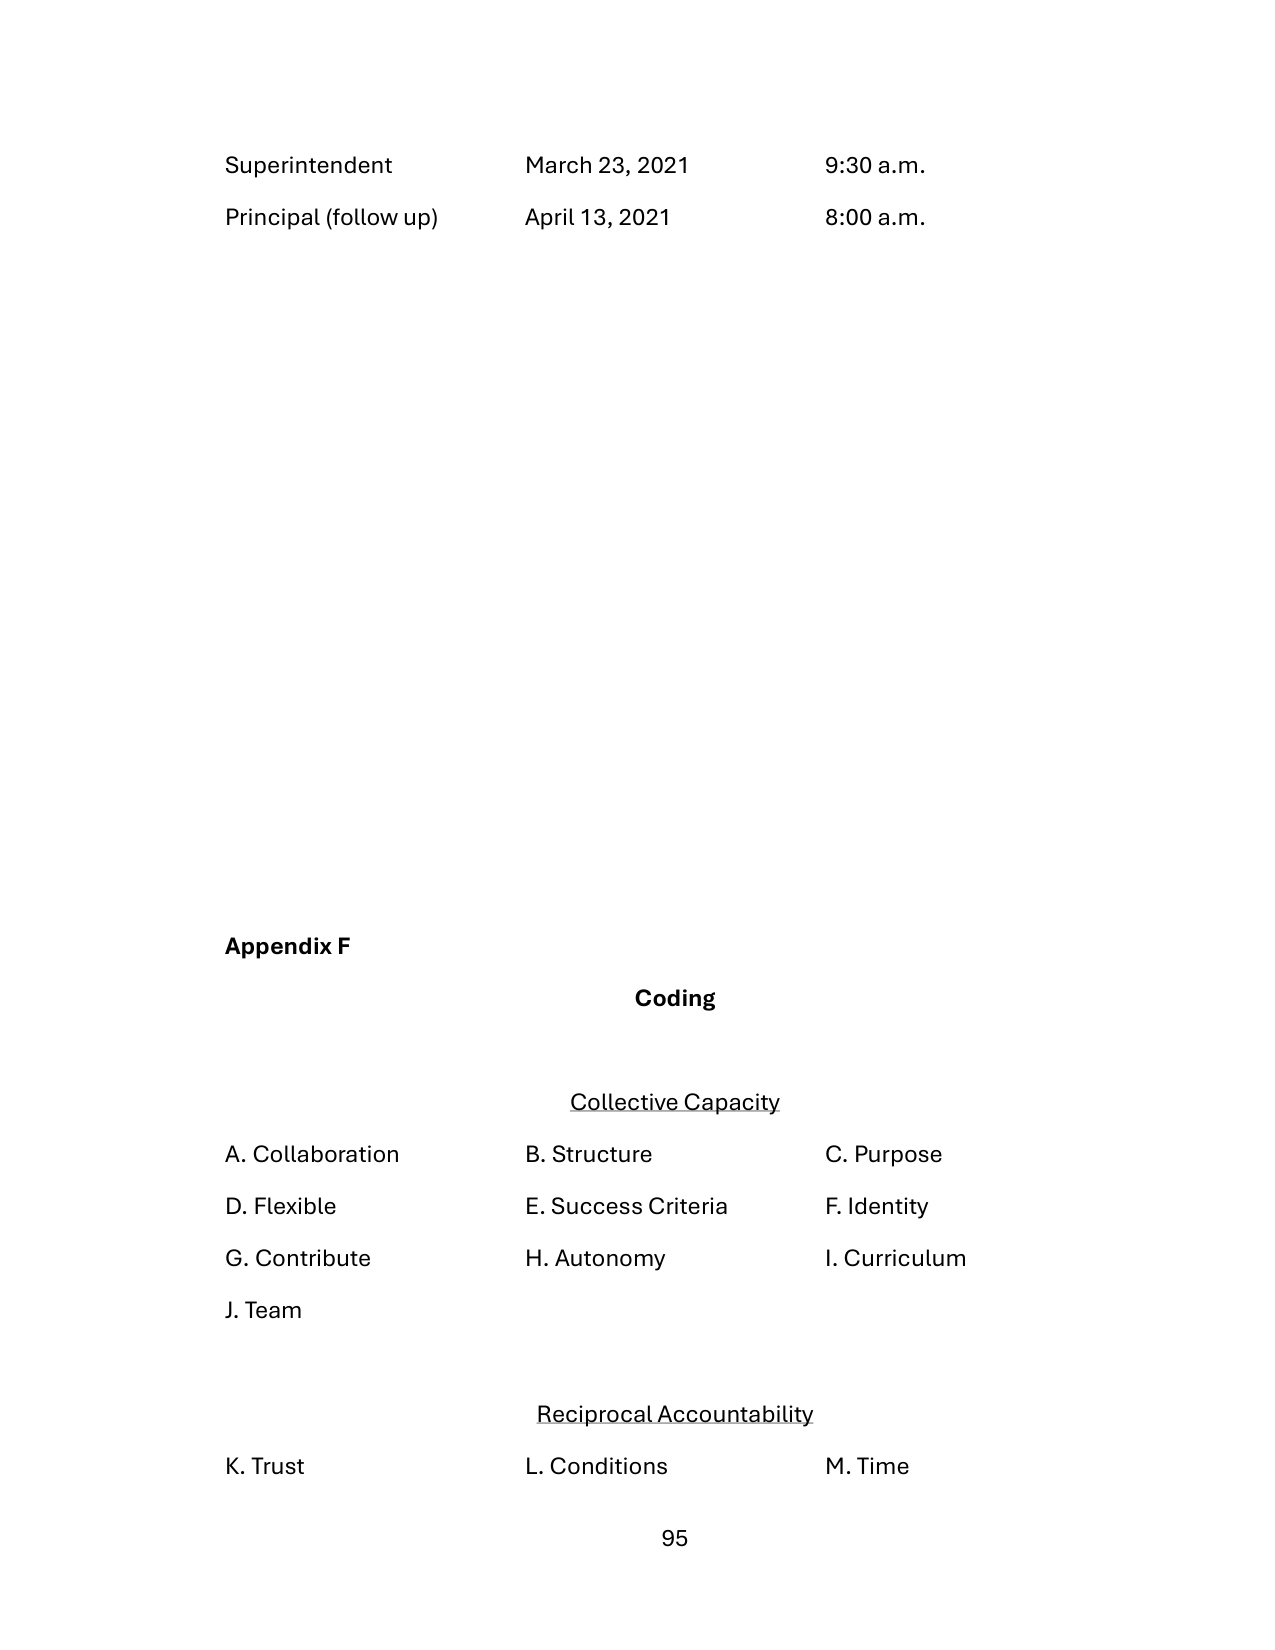 Superintendent March 23, 2021 9:30 a.m.
Principal (follow up) April 13, 2021 8:00 a.m.
Appendix F
Coding
Collective Capacity
A. Collaboration B. Structure C. Purpose
D. Flexible E. Success Criteria F. Identity
G. Contribute H. Autonomy I. Curriculum
J. Team
Reciprocal Accountability
K. Trust L. Conditions M. Time
95